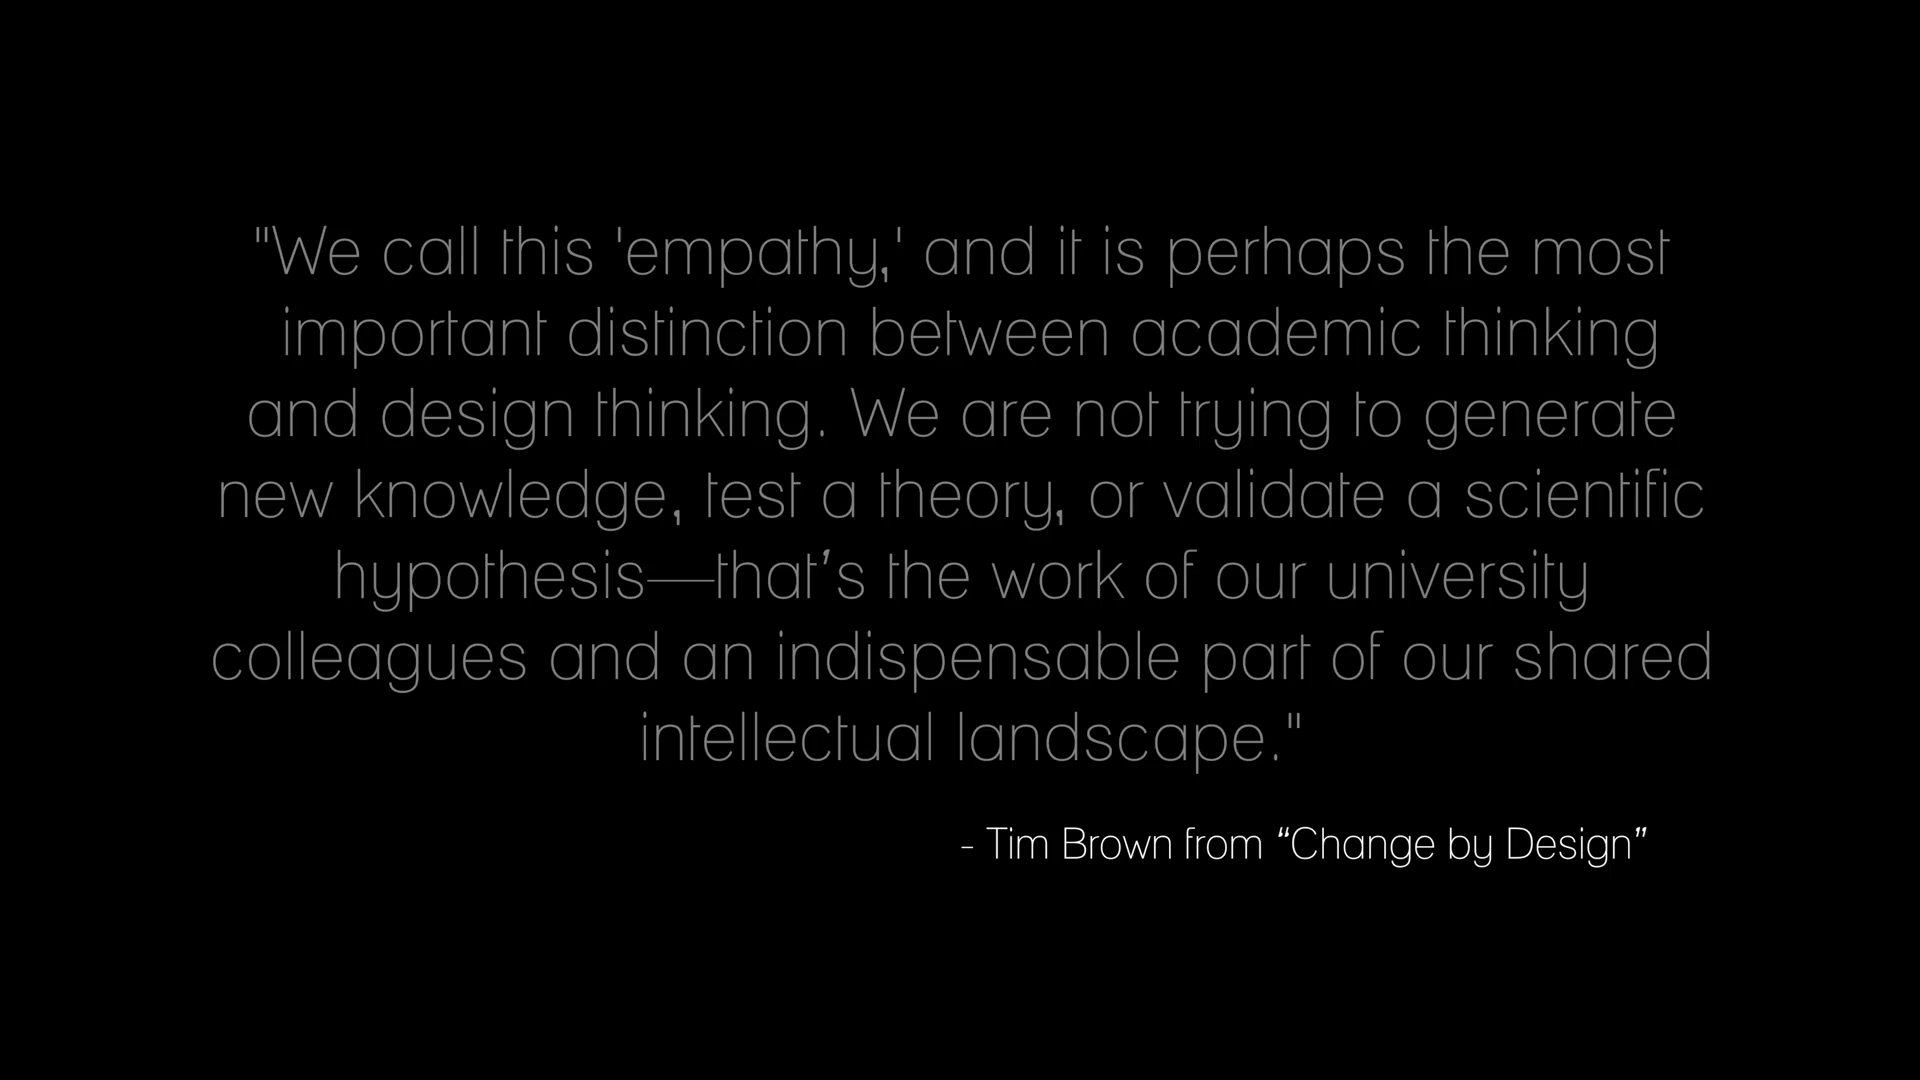 "We call this 'empathy,' and it is perhaps the most
important distinction between academic thinking
and design thinking. We are not trying to generate
new knowledge, test a theory, or validate a scientific
hypothesis—that’s the work of our university
colleagues and an indispensable part of our shared
intellectual landscape."
- Tim Brown from “Change by Design”